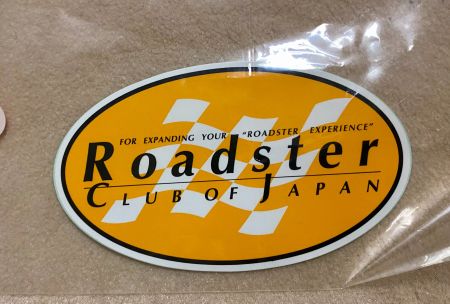 FOR EXPANDING YOUR "ROADSTER EXPERIENCE"
Roadster
CLUB OF JAPAN